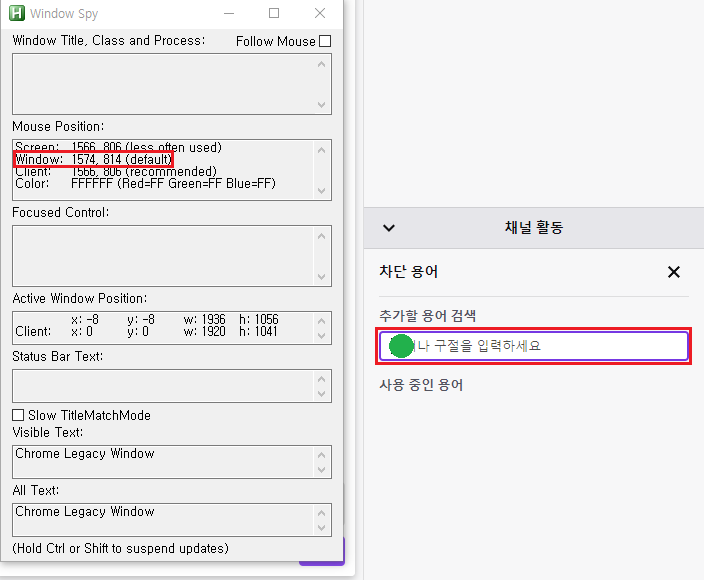 Window Spy
Window Title, Class and Process:
Follow Mouse
Mouse Position:
Screen: 1566, 806 (less often used)
Window: 1574, 814 (default)
Client: 1566, 806 (recommended)
Color: FFFFFF (Red=FF Green=FF Blue=FF)
Focused Control:
Active Window Position:
x: -8 y: -8 w: 1936 h: 1056
Client: x: 0 y: 0 w: 1920 h: 1041
Status Bar Text:
Slow TitleMatchMode
Visible Text:
Chrome Legacy Window
All Text:
Chrome Legacy Window
(Hold Ctrl or Shift to suspend updates)
채널 활동
차단 용어
추가할 용어 검색
구절을 입력하세요
사용 중인 용어